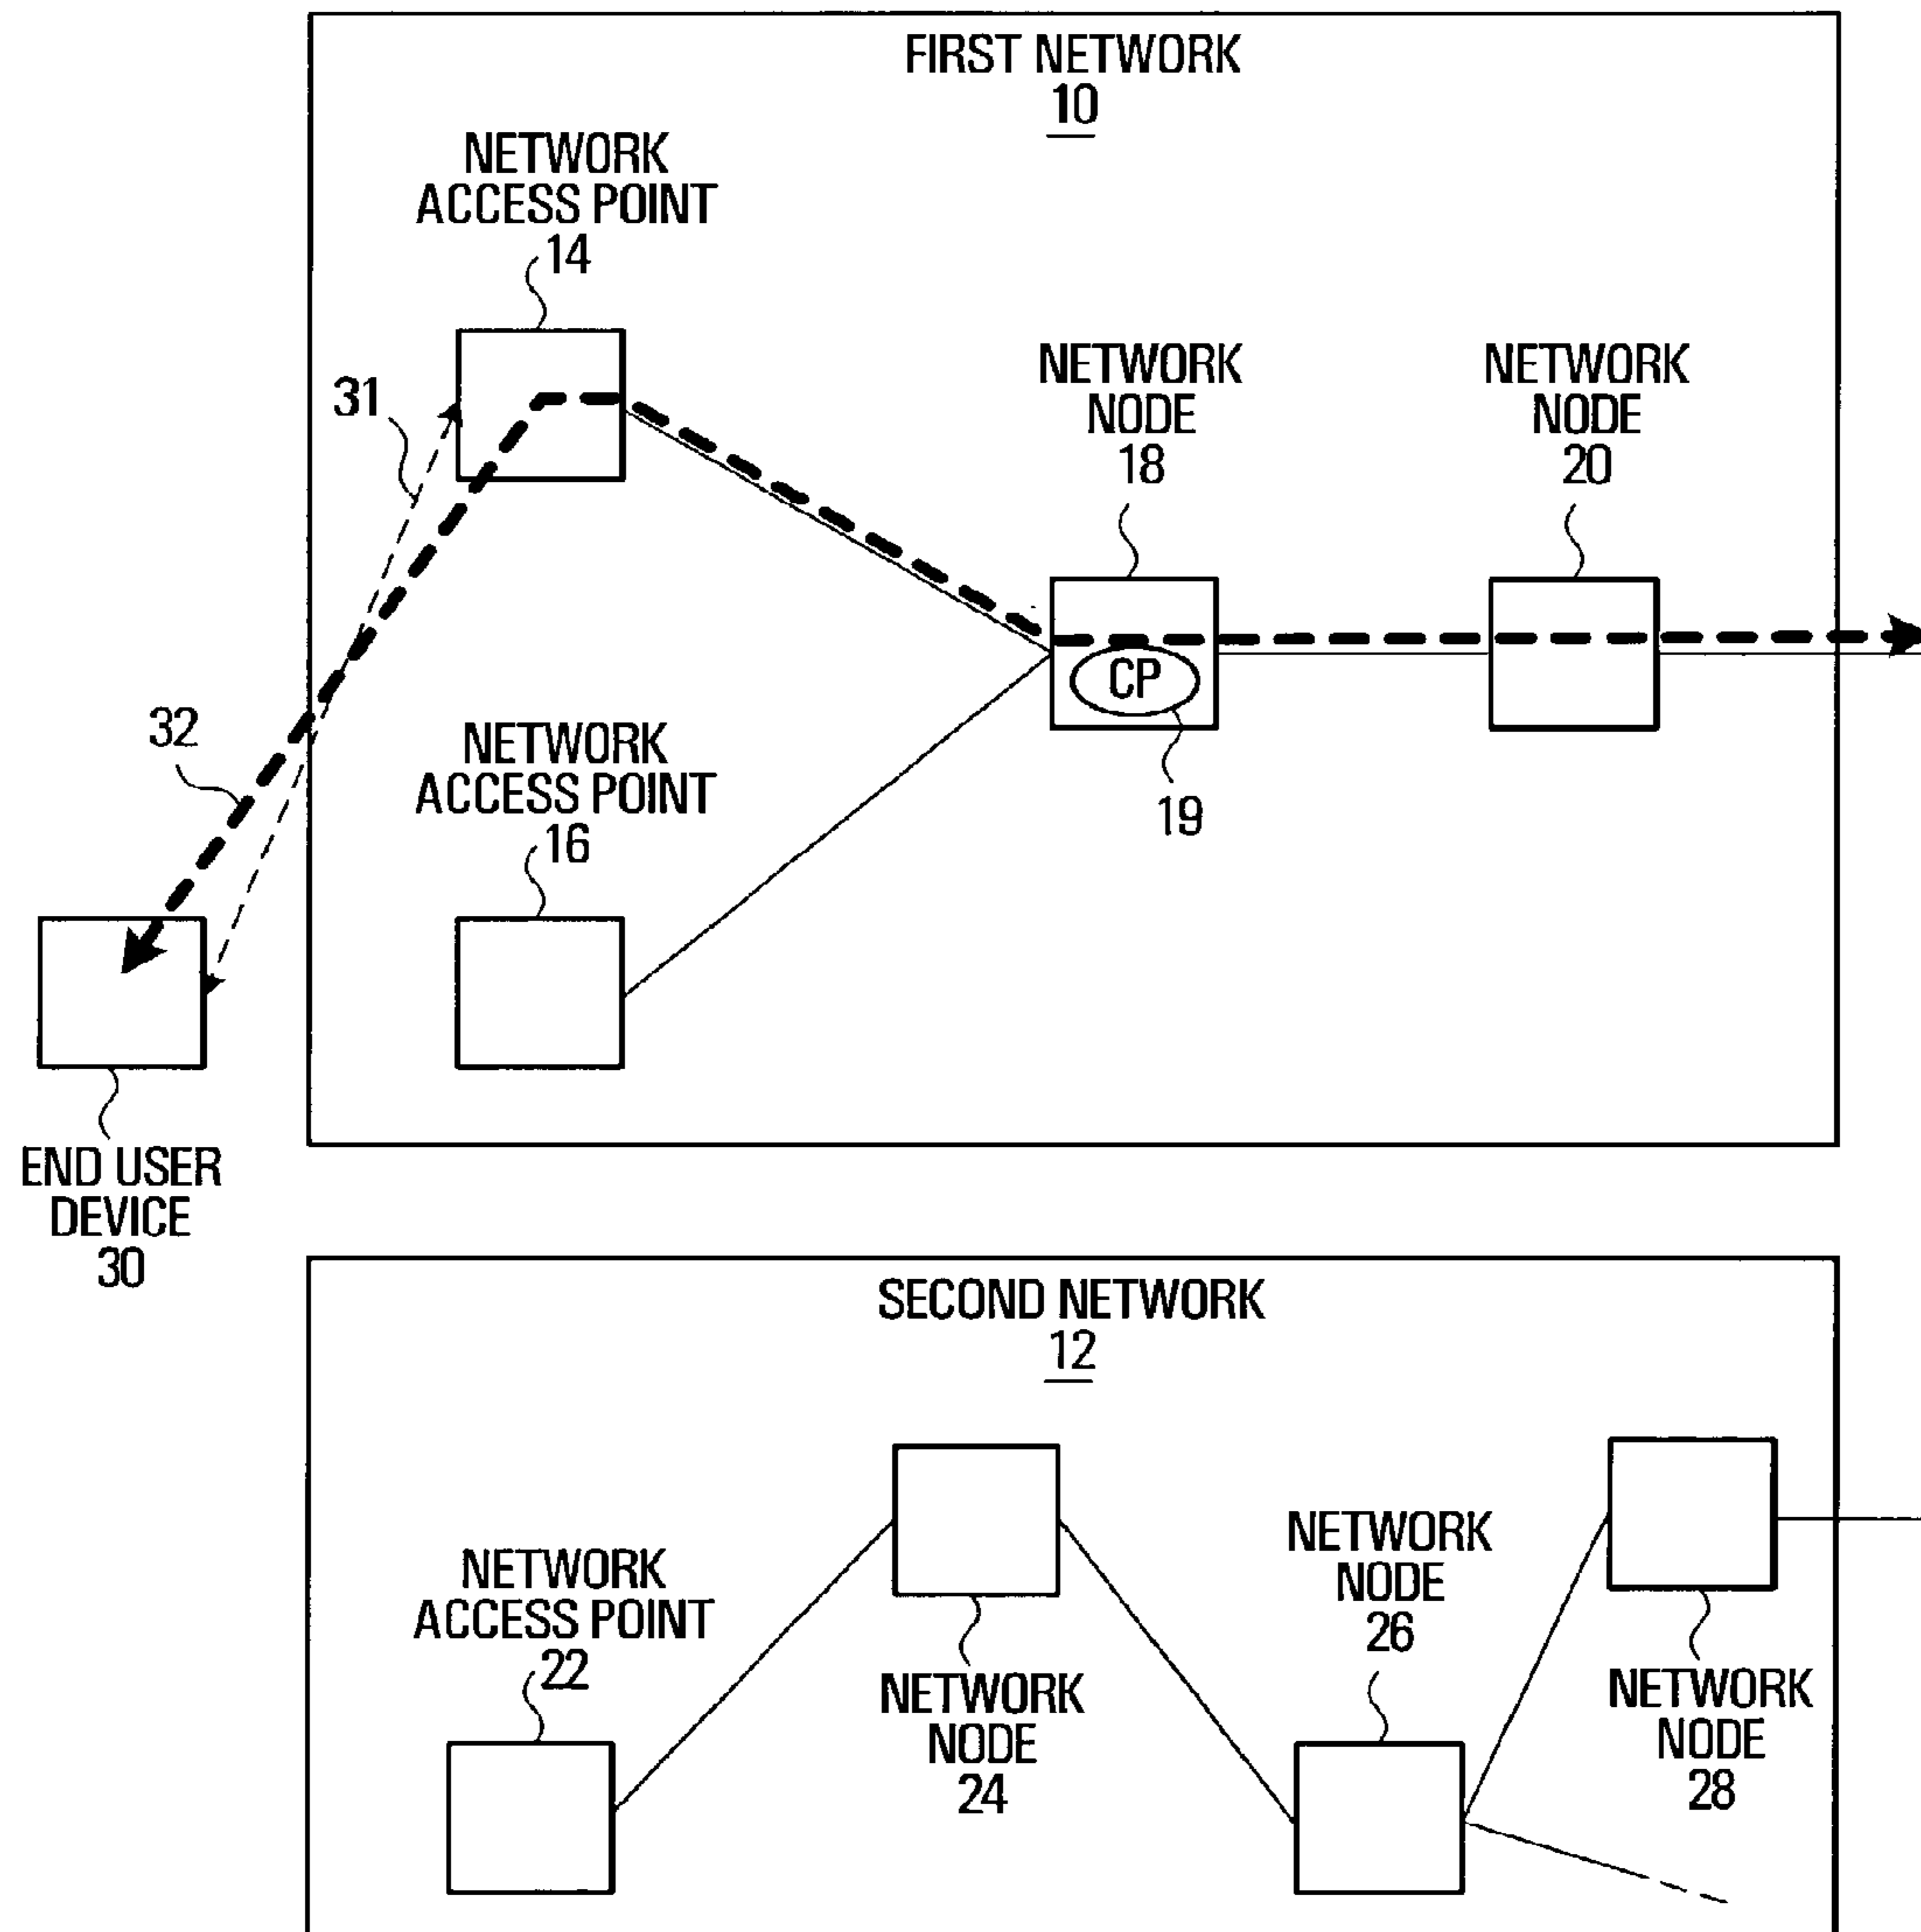 FIRST NETWORK
10
NETWORK
ACCESS POINT
14
31
NETWORK
NODE
18
NETWORK
NODE
20
CP
19
32
NETWORK
ACCESS POINT
16
END USER
DEVICE
30
SECOND NETWORK
12
NETWORK
ACCESS POINT
22
NETWORK
NODE
24
NETWORK
NODE
26
NETWORK
NODE
28